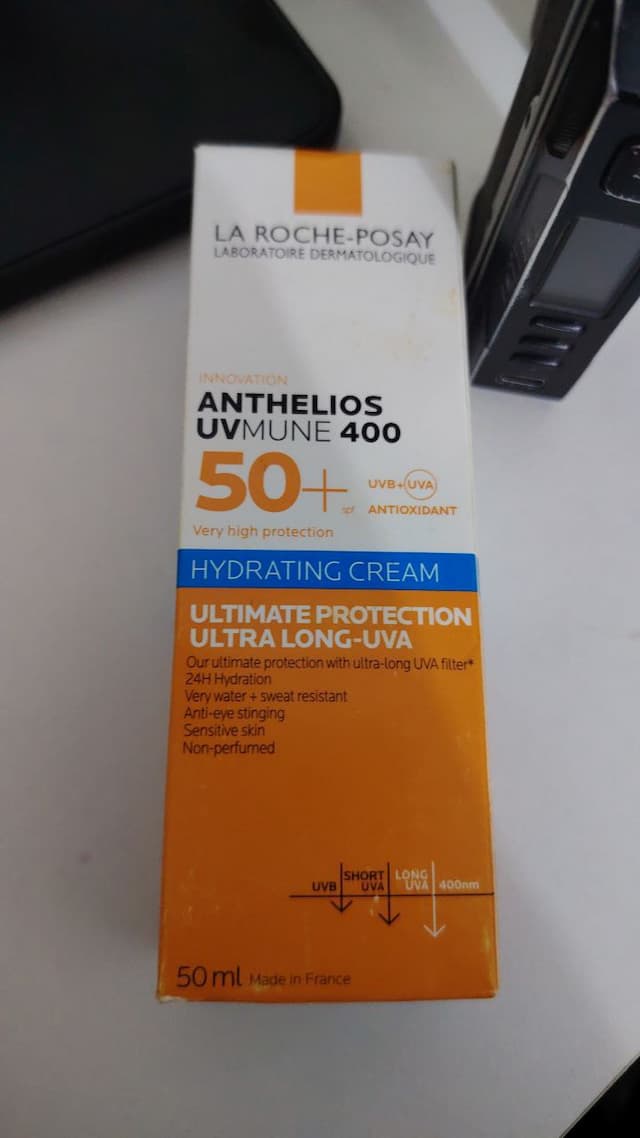 LA ROCHE-POSAY
LABORATOIRE DERMATOLOGIQUE
INNOVATION
ANTHELIOS
UVMUNE 400
50+ spf
UVB+UVA
ANTIOXIDANT
Very high protection
HYDRATING CREAM
ULTIMATE PROTECTION
ULTRA LONG-UVA
Our ultimate protection with ultra-long UVA filter*
24H Hydration
Very water + sweat resistant
Anti-eye stinging
Sensitive skin
Non-perfumed
UVB
SHORT
UVA
LONG
UVA
400nm
50 ml Made in France